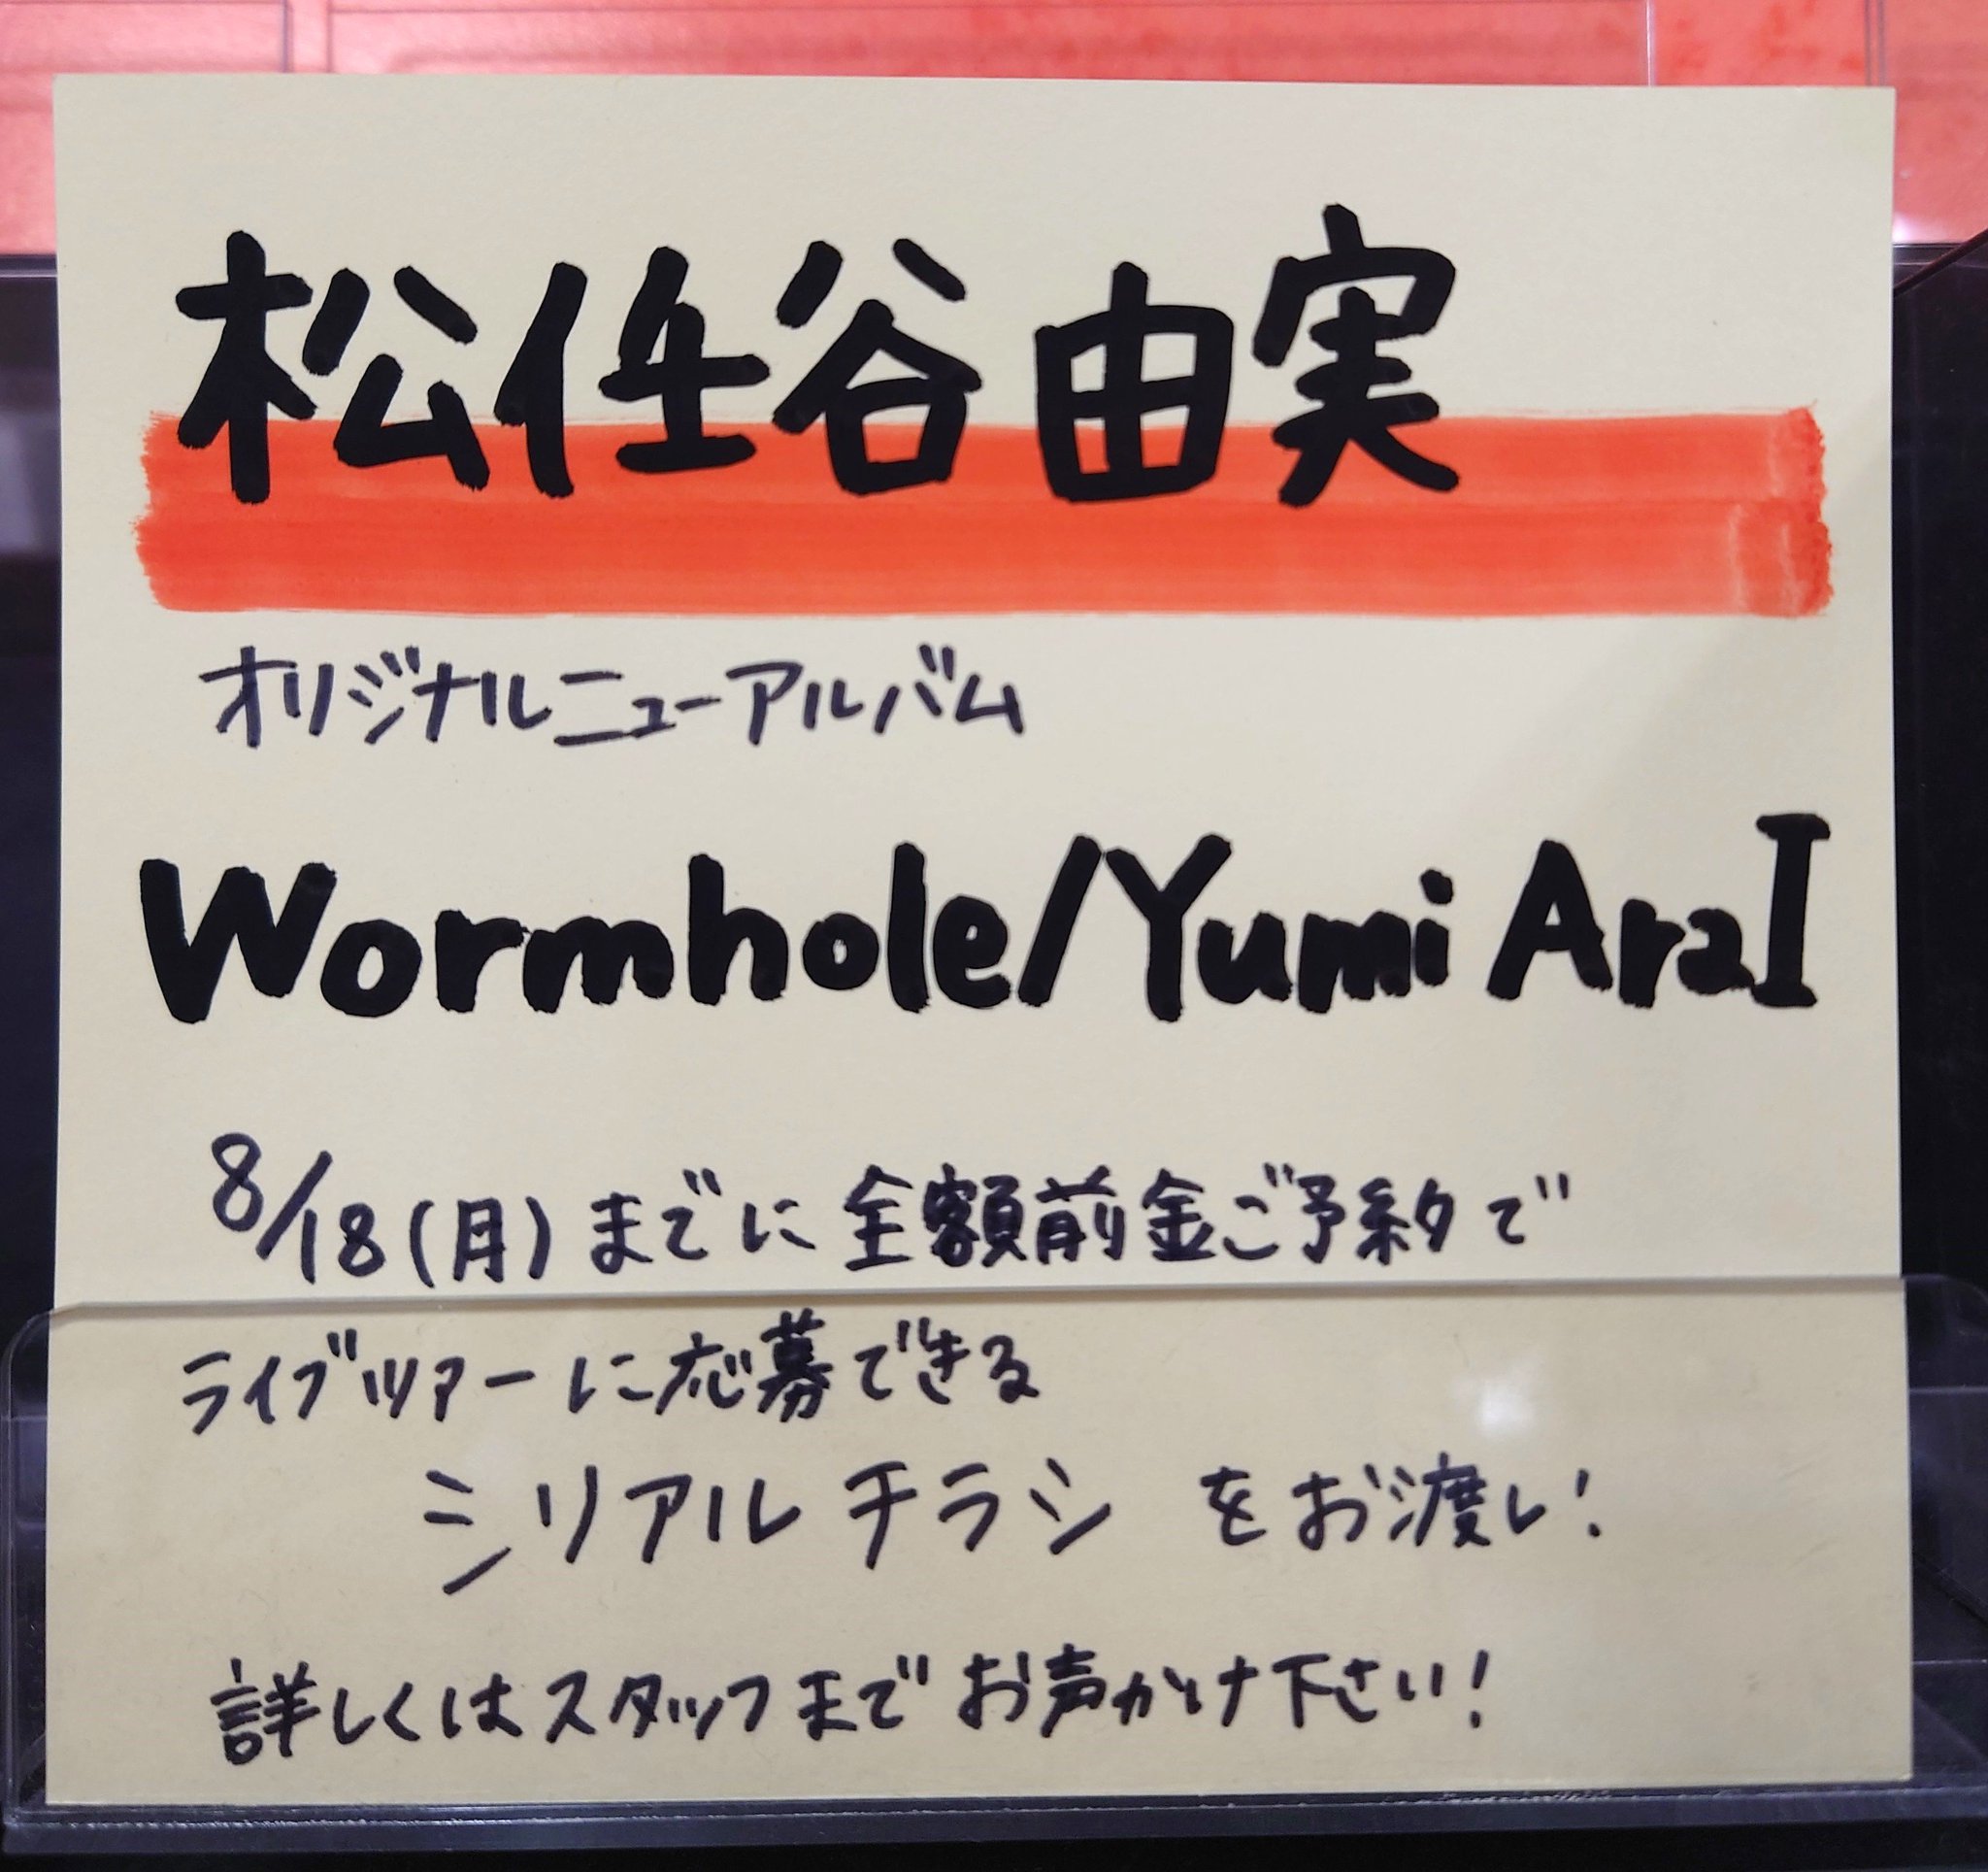 松任谷由実
オリジナルニューアルバム
Wormhole/Yumi AraI
8/18(月)までに全額前金ご予約で
ライブツアーに応募できる
シリアルチラシ をお渡し!
詳しくはスタッフまでお声かけ下さい!